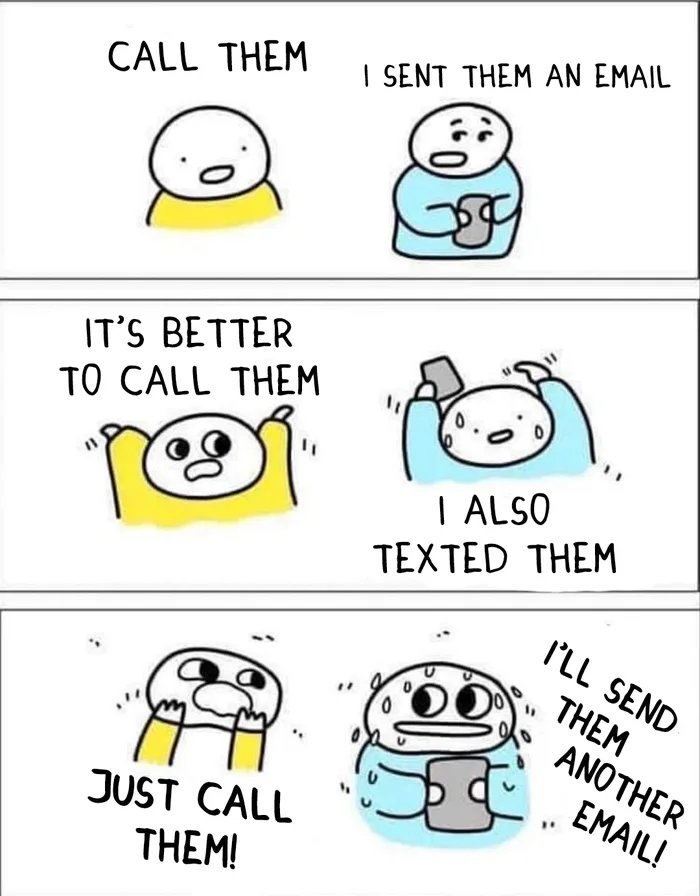 CALL THEM
I SENT THEM AN EMAIL
IT'S BETTER
TO CALL THEM
I ALSO
TEXTED THEM
JUST CALL
THEM!
I'LL SEND
THEM
ANOTHER
EMAIL!